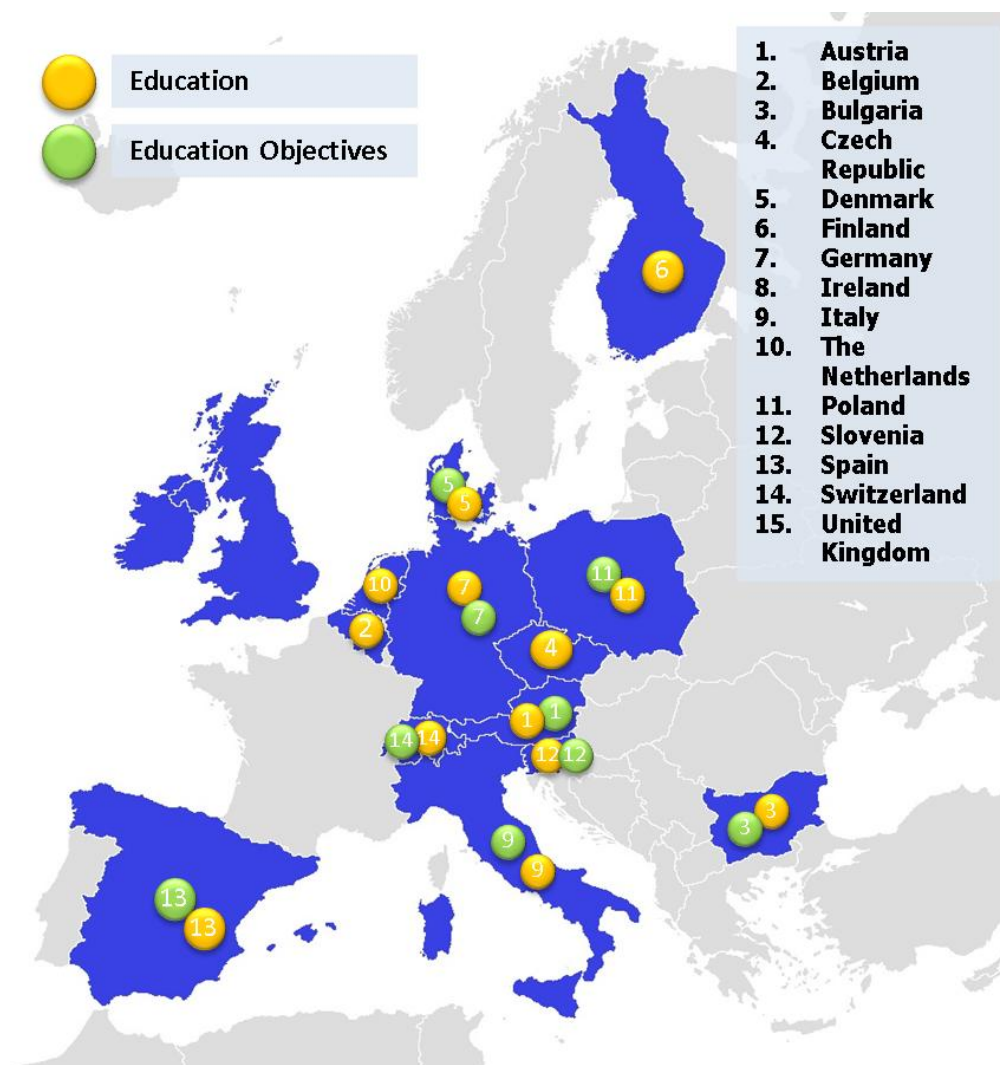 Education
Education Objectives
1. Austria
2. Belgium
3. Bulgaria
4. Czech
Republic
5. Denmark
6. Finland
7. Germany
8. Ireland
9. Italy
10. The
Netherlands
11. Poland
12. Slovenia
13. Spain
14. Switzerland
15. United
Kingdom
6
5
5
10
7
11
11
7
2
4
1
1
14
14
12
12
3
3
9
9
13
13